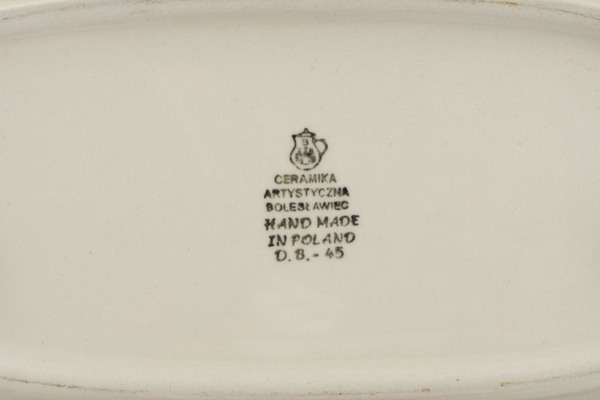 CERAMIKA
ARTYSTYCZNA
BOLESŁAWIEC
HAND MADE
IN POLAND
D.B.-45